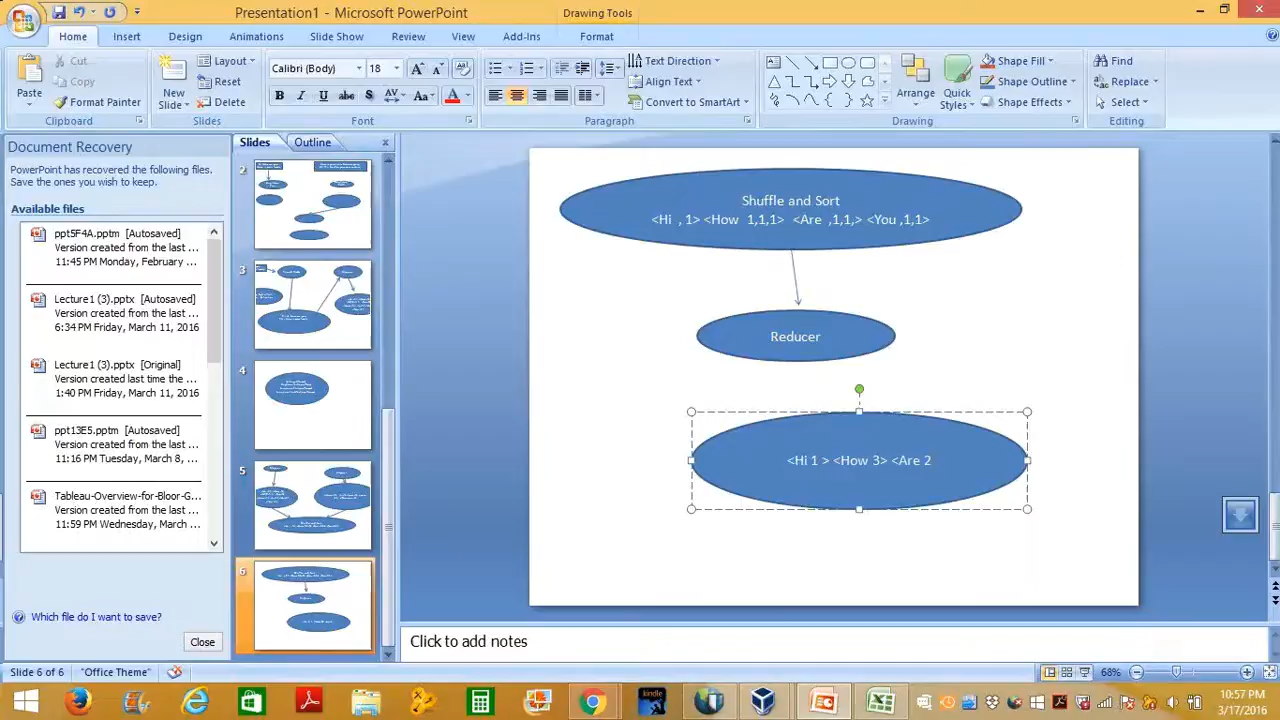 Presentation1 - Microsoft PowerPoint
Drawing Tools
Home
Insert
Design
Animations
Slide Show
Review
View
Add-Ins
Format
Paste
Cut
Copy
Format Painter
Clipboard
New
Slide
Layout
Reset
Delete
Slides
Calibri (Body)
18
Font
Text Direction
Align Text
Convert to SmartArt
Paragraph
Arrange
Quick
Styles
Shape Fill
Shape Outline
Shape Effects
Drawing
Find
Replace
Select
Editing
Document Recovery
PowerPoint has recovered the following files.
Save the ones you wish to keep.
Available files
ppt5F4A.pptm [Autosaved]
Version created from the last ...
11:45 PM Monday, February ...
Lecture1 (3).pptx [Autosaved]
Version created from the last ...
6:34 PM Friday, March 11, 2016
Lecture1 (3).pptx [Original]
Version created last time the ...
1:40 PM Friday, March 11, 2016
ppt13E5.pptm [Autosaved]
Version created from the last ...
11:16 PM Tuesday, March 8, ...
Tableau-Overview-for-Bloor-G...
Version created from the last ...
11:59 PM Wednesday, March ...
Which file do I want to save?
Close
Slides
Outline
2
3
4
5
6
Shuffle and Sort
<Hi , 1> <How 1,1,1> <Are ,1,1,> <You ,1,1>
Reducer
<Hi 1 > <How 3> <Are 2
Click to add notes
Slide 6 of 6
"Office Theme"
68%
kindle
10:57 PM
3/17/2016